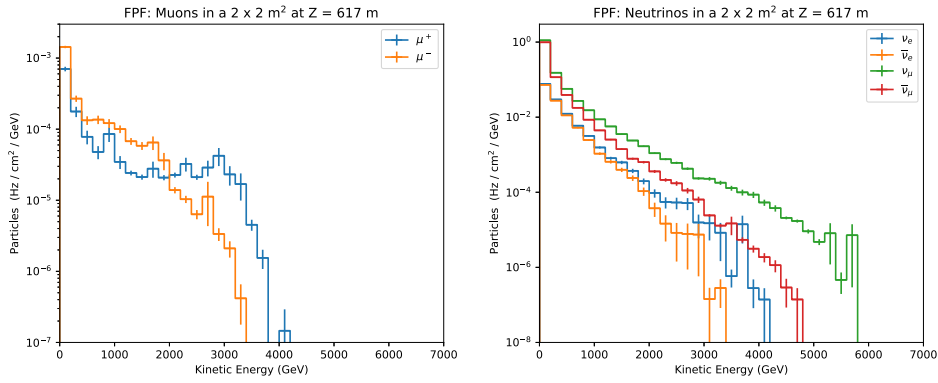 FPF: Muons in a 2 x 2 m² at Z = 617 m
Particles (Hz / cm² / GeV)
10⁻³
10⁻⁴
10⁻⁵
10⁻⁶
10⁻⁷
μ⁺
μ⁻
0 1000 2000 3000 4000 5000 6000 7000
Kinetic Energy (GeV)
FPF: Neutrinos in a 2 x 2 m² at Z = 617 m
Particles (Hz / cm² / GeV)
10⁰
10⁻²
10⁻⁴
10⁻⁶
10⁻⁸
νₑ
ν̅ₑ
ν_μ
ν̅_μ
0 1000 2000 3000 4000 5000 6000 7000
Kinetic Energy (GeV)